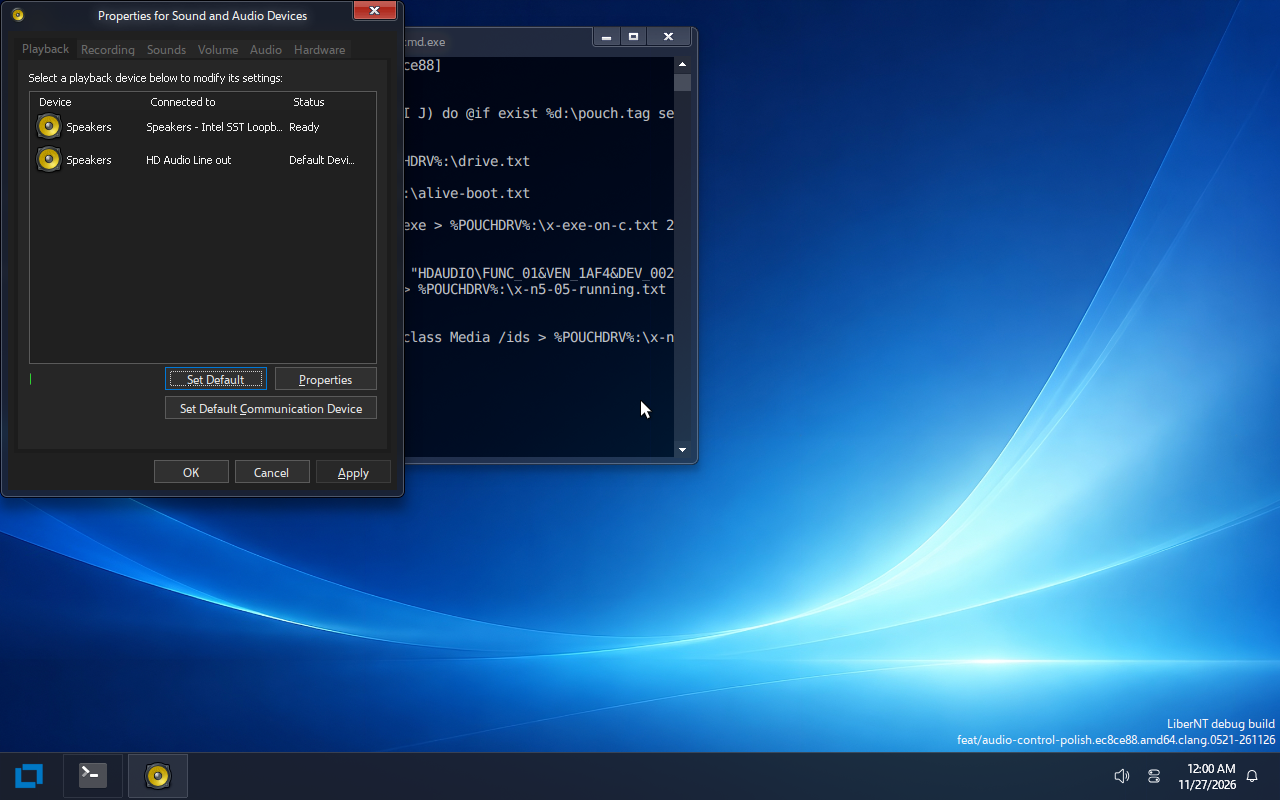 Properties for Sound and Audio Devices
Playback Recording Sounds Volume Audio Hardware
Select a playback device below to modify its settings:
Device Connected to Status
Speakers Speakers - Intel SST Loopb... Ready
Speakers HD Audio Line out Default Devi...
Set Default Properties
Set Default Communication Device
OK Cancel Apply
cmd.exe
ce88]
I J) do @if exist %d:\pouch.tag se
HDRV%:\drive.txt
:\alive-boot.txt
exe > %POUCHDRV%:\x-exe-on-c.txt 2
"HDAUDIO\FUNC_01&VEN_1AF4&DEV_002
> %POUCHDRV%:\x-n5-05-running.txt
class Media /ids > %POUCHDRV%:\x-n
LiberNT debug build
feat/audio-control-polish.ec8ce88.amd64.clang.0521-261126
12:00 AM
11/27/2026